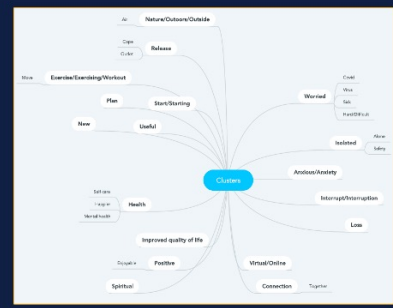 Air
Nature/Outoors/Outside
Cope
Outlet
Release
Move
Exercise/Exercising/Workout
Plan
Start/Starting
New
Useful
Self care
Health
Mental health
Improved quality of life
Positive
Spiritual
Clusters
Covid
Virus
Sick
Hard/Difficult
Worried
Alone
Safety
Isolated
Anxious/Anxiety
Interrupt/Interruption
Loss
Virtual/Online
Connection
Together